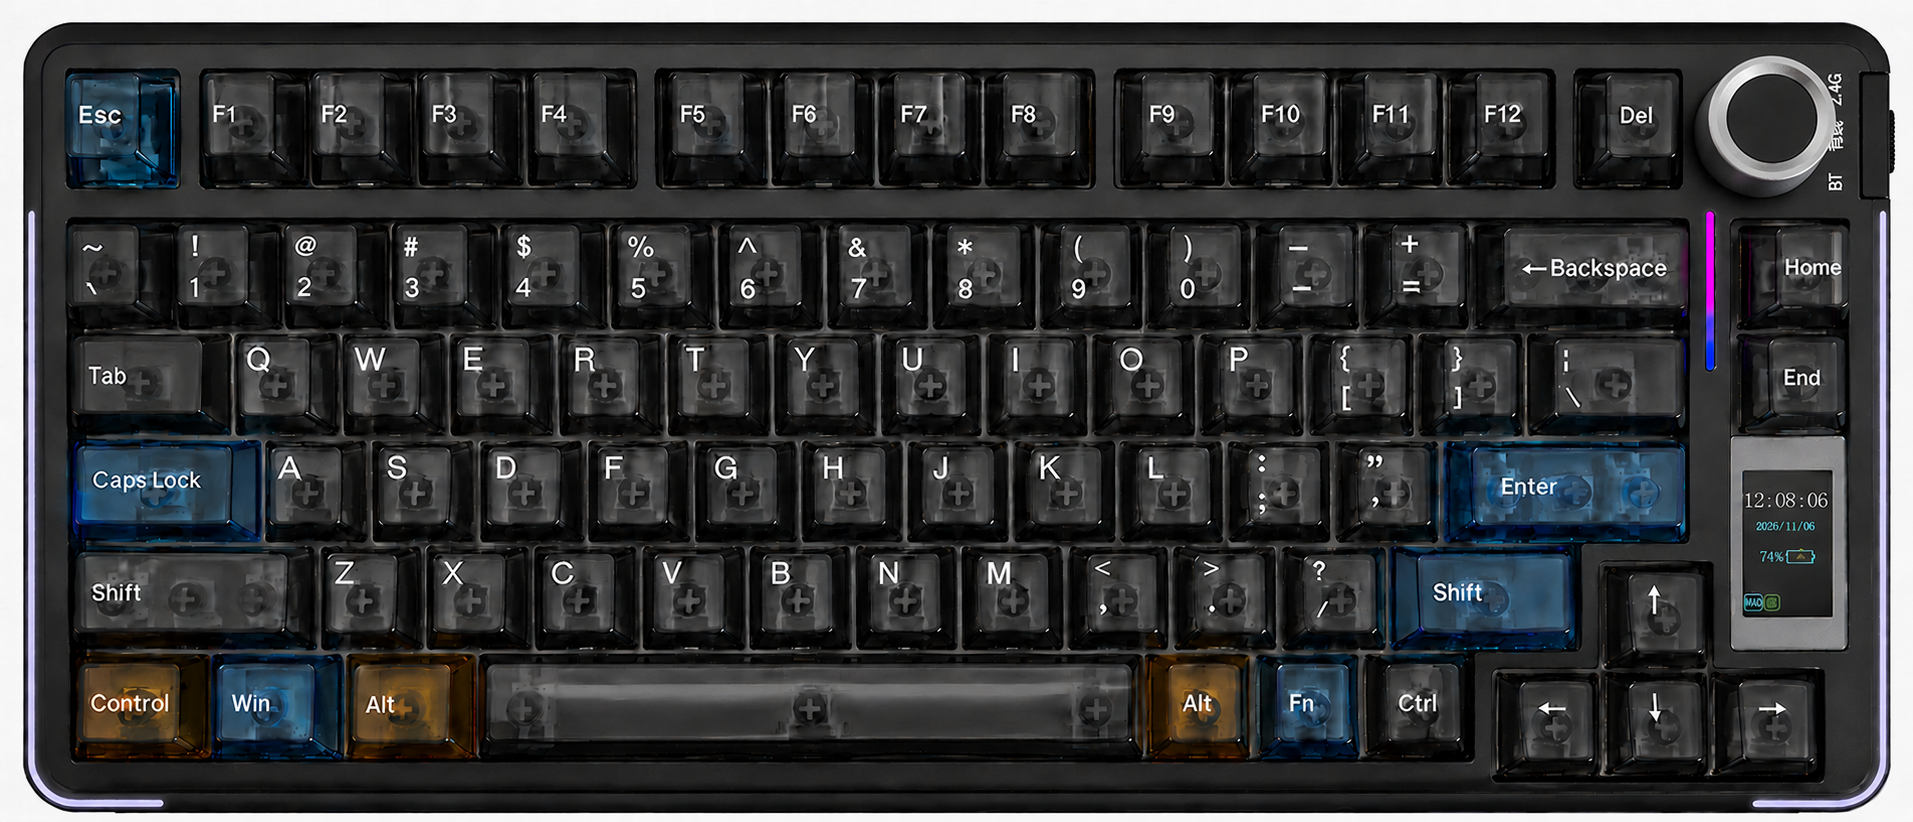 Esc F1 F2 F3 F4 F5 F6 F7 F8 F9 F10 F11 F12 Del
2.4G
BT
~ ! @ # $ % ^ & * ( ) — +
` 1 2 3 4 5 6 7 8 9 0 – = ←Backspace Home
Tab Q W E R T Y U I O P { } ¦
[ ] \ End
Caps Lock A S D F G H J K L : ” Enter
; ,
12:08:06
2026/11/06
74%
MAC
Shift Z X C V B N M < > ? Shift ↑
, . /
Control Win Alt Alt Fn Ctrl ← ↓ →